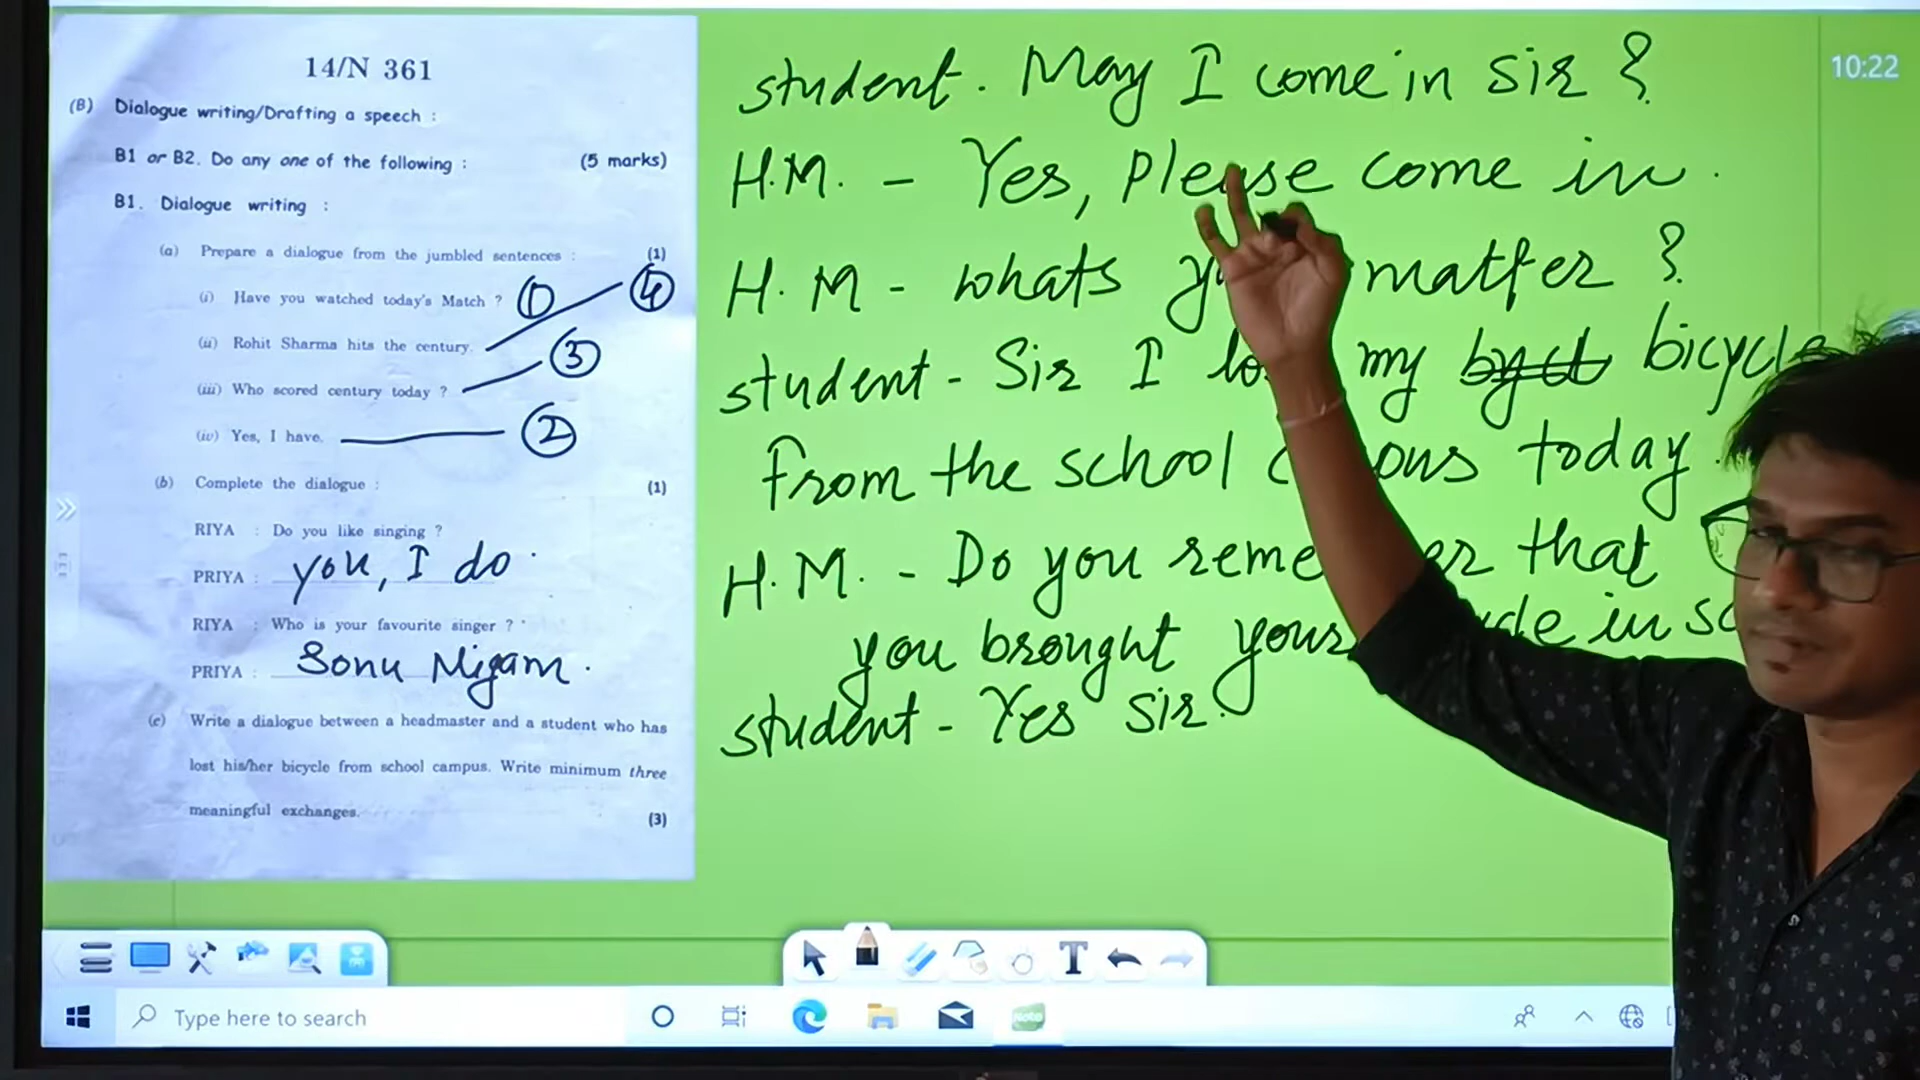 14/N 361
(B) Dialogue writing/Drafting a speech :
B1 or B2. Do any one of the following : (5 marks)
B1. Dialogue writing :
(a) Prepare a dialogue from the jumbled sentences : (1)
(i) Have you watched today's Match ? 1 4
(ii) Rohit Sharma hits the century.
(iii) Who scored century today ? 3
(iv) Yes, I have. 2
(b) Complete the dialogue : (1)
RIYA : Do you like singing ?
PRIYA : you, I do.
RIYA : Who is your favourite singer ?
PRIYA : Sonu Nigam.
(c) Write a dialogue between a headmaster and a student who has
lost his/her bicycle from school campus. Write minimum three
meaningful exchanges. (3)
student. May I come in Sir ?
H.M. - Yes, Please come in.
H.M - whats matter ?
student - Sir I my bicycle
From the school today.
H.M. - Do you that
you brought your in
student - Yes Sir.
10:22
T
Type here to search
Note